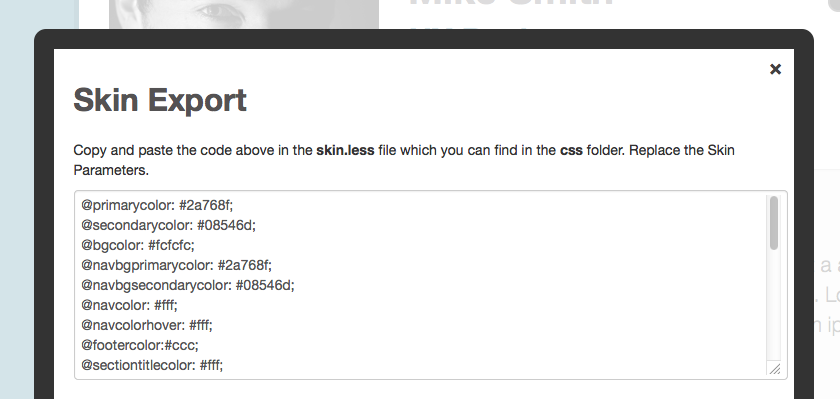 Mike Smith
×
Skin Export
Copy and paste the code above in the skin.less file which you can find in the css folder. Replace the Skin
Parameters.
@primarycolor: #2a768f;
@secondarycolor: #08546d;
@bgcolor: #fcfcfc;
@navbgprimarycolor: #2a768f;
@navbgsecondarycolor: #08546d;
@navcolor: #fff;
@navcolorhover: #fff;
@footercolor:#ccc;
@sectiontitlecolor: #fff;